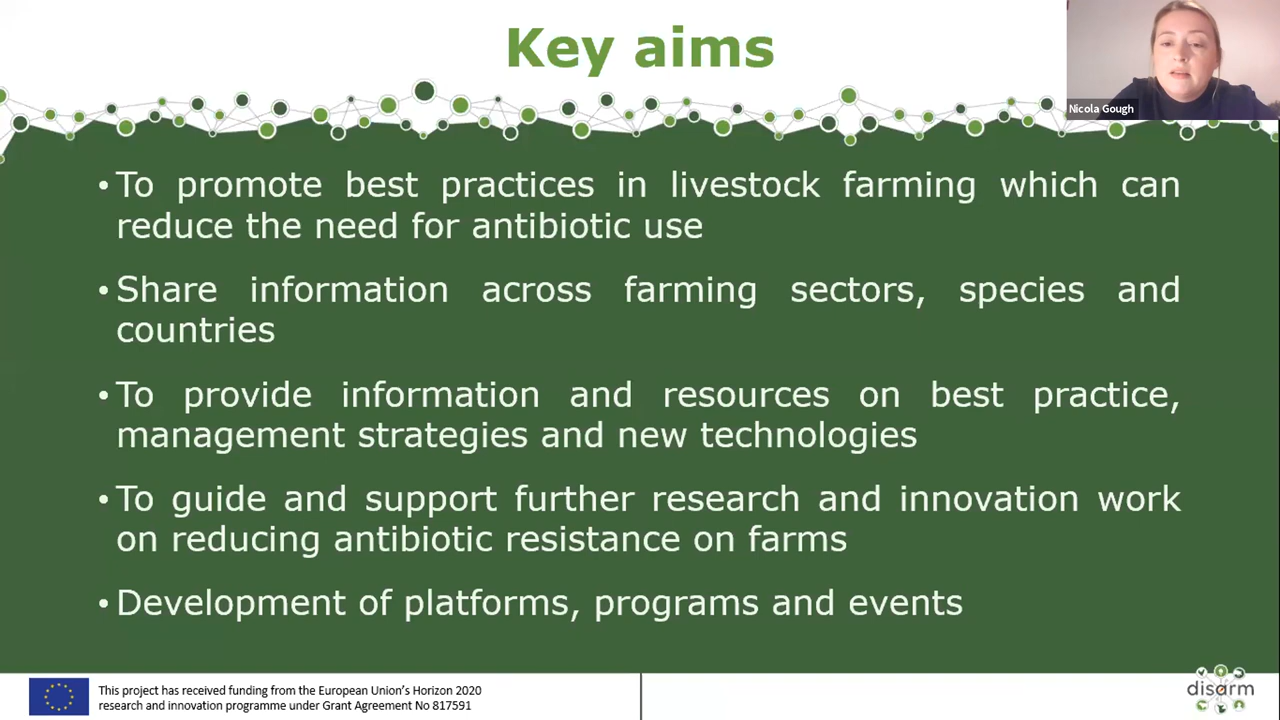 Key aims
Nicola Gough
• To promote best practices in livestock farming which can
reduce the need for antibiotic use
• Share information across farming sectors, species and
countries
• To provide information and resources on best practice,
management strategies and new technologies
• To guide and support further research and innovation work
on reducing antibiotic resistance on farms
• Development of platforms, programs and events
This project has received funding from the European Union's Horizon 2020
research and innovation programme under Grant Agreement No 817591
disarm